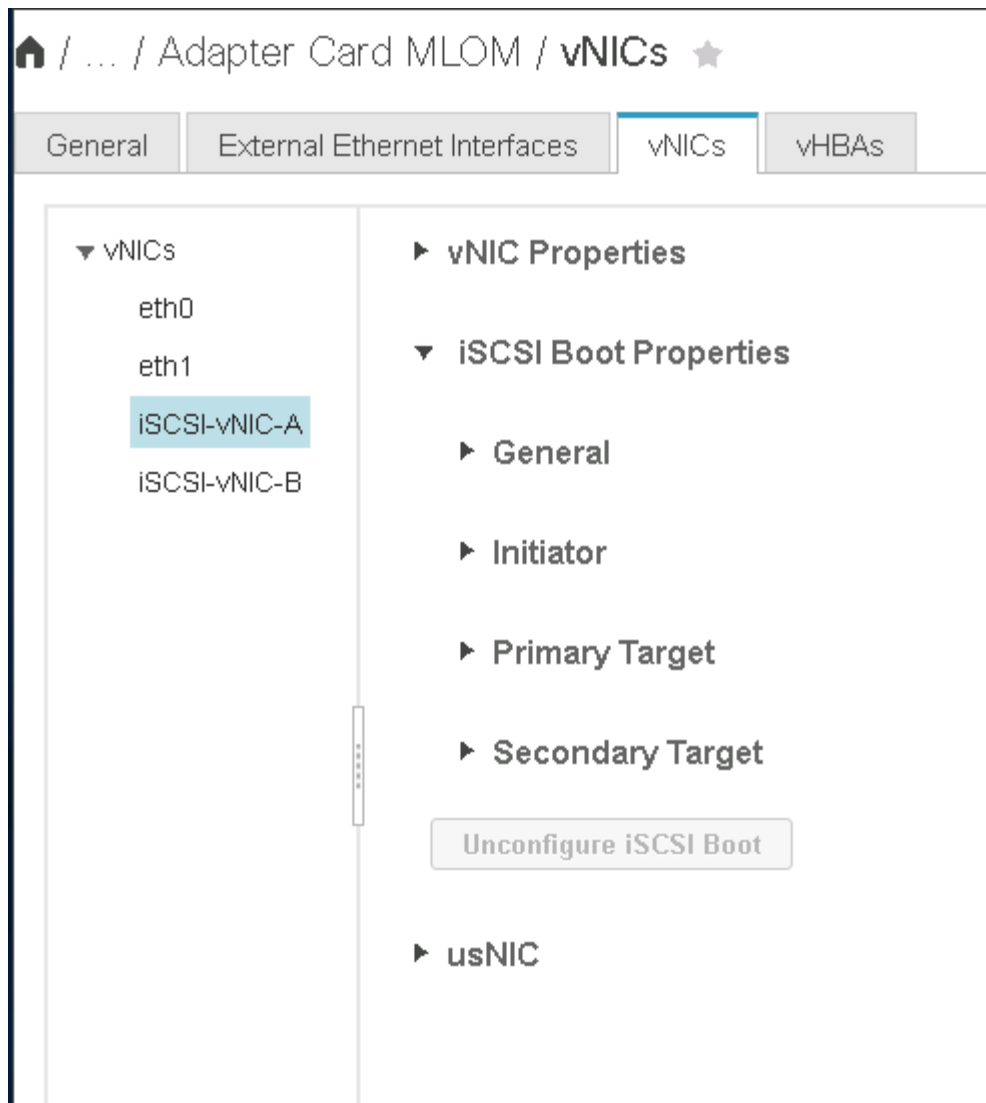 / ... / Adapter Card MLOM / vNICs
General External Ethernet Interfaces vNICs vHBAs
vNICs
eth0
eth1
iSCSI-vNIC-A
iSCSI-vNIC-B
vNIC Properties
iSCSI Boot Properties
General
Initiator
Primary Target
Secondary Target
Unconfigure iSCSI Boot
usNIC